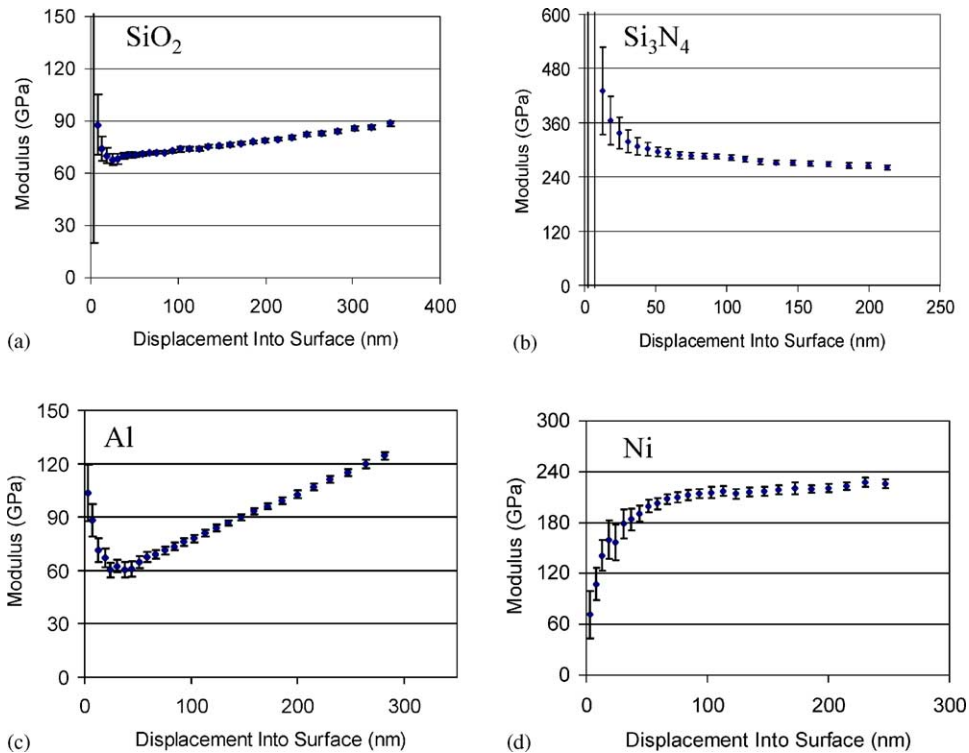 SiO₂
150
120
90
60
30
0
Modulus (GPa)
0 100 200 300 400
Displacement Into Surface (nm)
(a)
Si₃N₄
600
480
360
240
120
0
Modulus (GPa)
0 50 100 150 200 250
Displacement Into Surface (nm)
(b)
Al
150
120
90
60
30
0
Modulus (GPa)
0 100 200 300
Displacement Into Surface (nm)
(c)
Ni
300
240
180
120
60
0
Modulus (GPa)
0 100 200 300
Displacement Into Surface (nm)
(d)